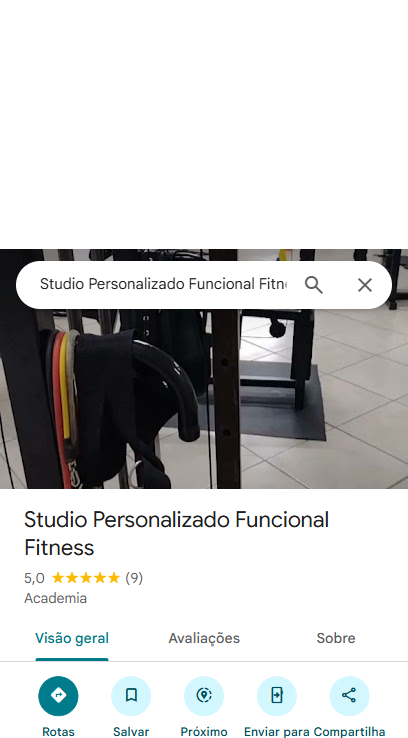 Studio Personalizado Funcional Fitn
Studio Personalizado Funcional
Fitness
5,0 ★★★★★ (9)
Academia
Visão geral Avaliações Sobre
Rotas Salvar Próximo Enviar para Compartilha